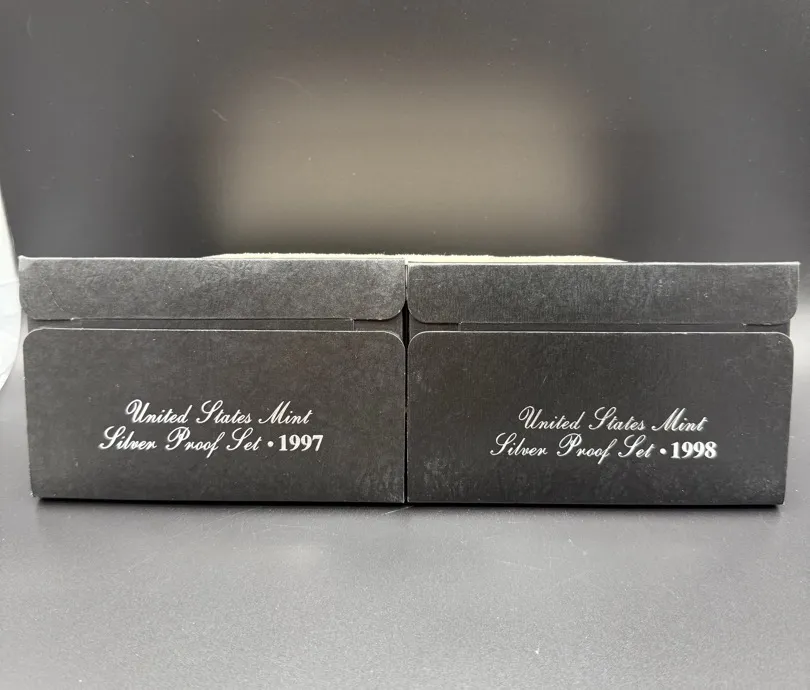 United States Mint
Silver Proof Set • 1997
United States Mint
Silver Proof Set • 1998